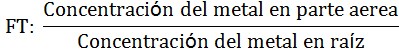 FT: Concentración del metal en parte aerea
Concentración del metal en raíz